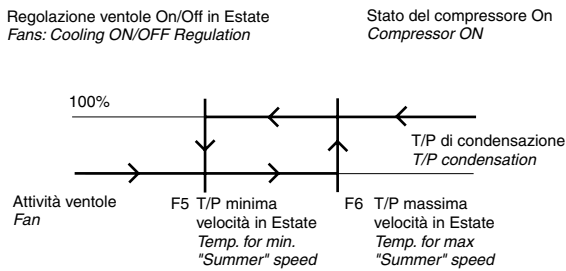 Regolazione ventole On/Off in Estate
Fans: Cooling ON/OFF Regulation
Stato del compressore On
Compressor ON
100%
T/P di condensazione
T/P condensation
Attività ventole
Fan
F5 T/P minima
velocità in Estate
Temp. for min.
"Summer" speed
F6 T/P massima
velocità in Estate
Temp. for max
"Summer" speed